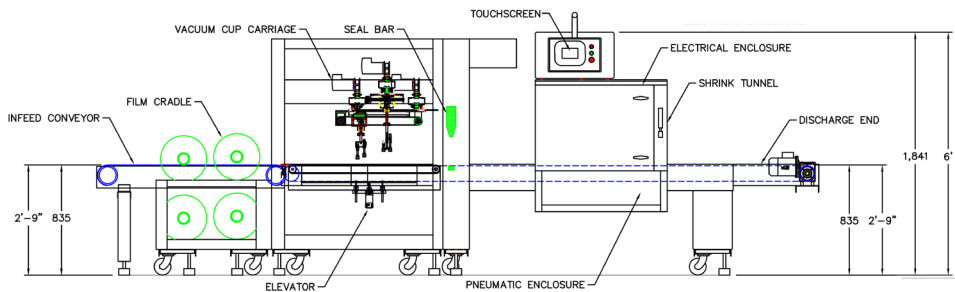 TOUCHSCREEN
VACUUM CUP CARRIAGE
SEAL BAR
ELECTRICAL ENCLOSURE
SHRINK TUNNEL
FILM CRADLE
INFEED CONVEYOR
DISCHARGE END
1,841
6'
2'-9"
835
835
2'-9"
ELEVATOR
PNEUMATIC ENCLOSURE